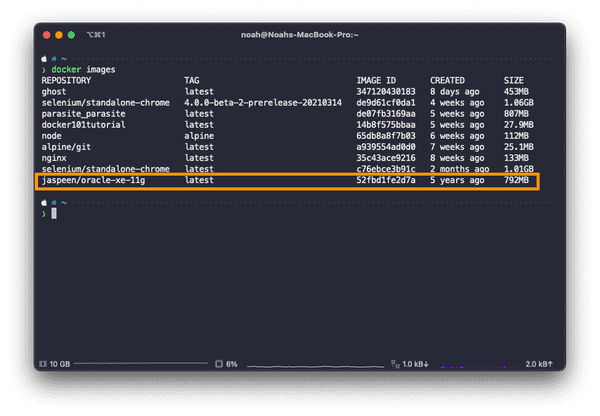 ⌥⌘1
noah@Noahs-MacBook-Pro:~
~
❯ docker images
REPOSITORY TAG IMAGE ID CREATED SIZE
ghost latest 347120430183 8 days ago 453MB
selenium/standalone-chrome 4.0.0-beta-2-prerelease-20210314 de9d61cf0da1 4 weeks ago 1.06GB
parasite_parasite latest de07fb3169aa 5 weeks ago 807MB
docker101tutorial latest 14b8f575bbaa 5 weeks ago 27.9MB
node alpine 65db8a8f7b03 6 weeks ago 112MB
alpine/git latest a939554ad0d0 7 weeks ago 25.1MB
nginx latest 35c43ace9216 8 weeks ago 133MB
selenium/standalone-chrome latest c76ebce3b91c 2 months ago 1.01GB
jaspeen/oracle-xe-11g latest 52fbd1fe2d7a 5 years ago 792MB
~
❯
10 GB 6% 1.0 kB↓ 2.0 kB↑